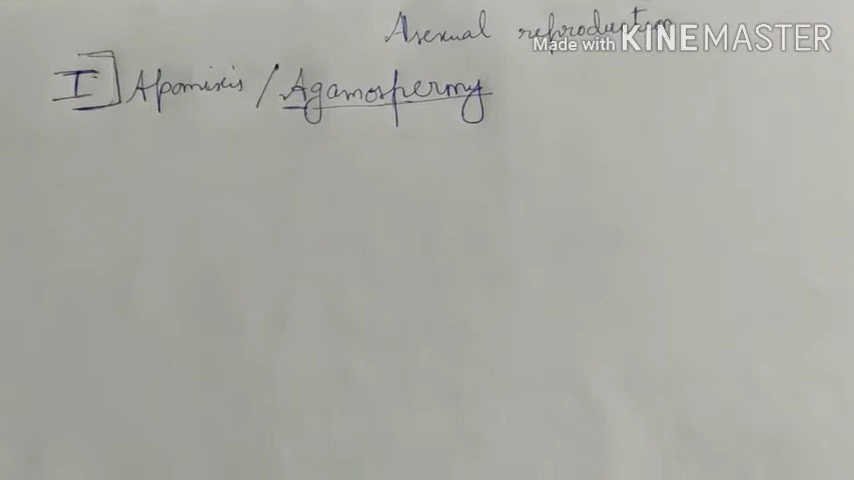 Asexual reproduction
Made with KINEMASTER
I] Apomixis / Agamospermy